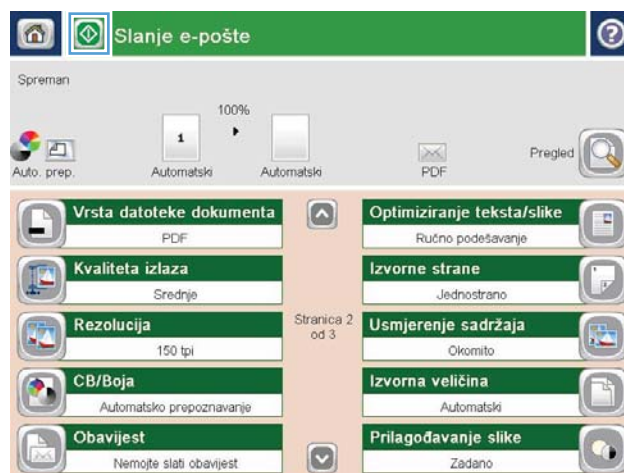 Slanje e-pošte
Spreman
100%
1
Auto. prep.
Automatski
Automatski
PDF
Pregled
Vrsta datoteke dokumenta
PDF
Kvaliteta izlaza
Srednje
Rezolucija
150 tpi
CB/Boja
Automatsko prepoznavanje
Obavijest
Nemojte slati obavijest
Stranica 2
od 3
Optimiziranje teksta/slike
Ručno podešavanje
Izvorne strane
Jednostrano
Usmjerenje sadržaja
Okomito
Izvorna veličina
Automatski
Prilagođavanje slike
Zadano